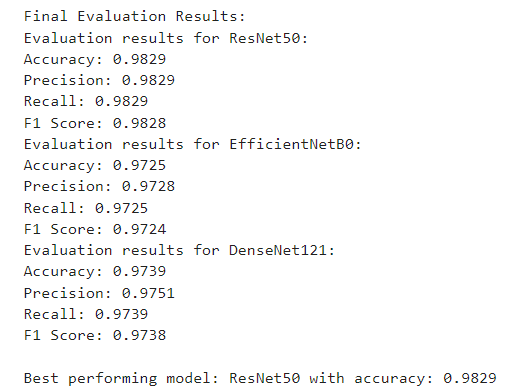 Final Evaluation Results:
Evaluation results for ResNet50:
Accuracy: 0.9829
Precision: 0.9829
Recall: 0.9829
F1 Score: 0.9828
Evaluation results for EfficientNetB0:
Accuracy: 0.9725
Precision: 0.9728
Recall: 0.9725
F1 Score: 0.9724
Evaluation results for DenseNet121:
Accuracy: 0.9739
Precision: 0.9751
Recall: 0.9739
F1 Score: 0.9738
Best performing model: ResNet50 with accuracy: 0.9829